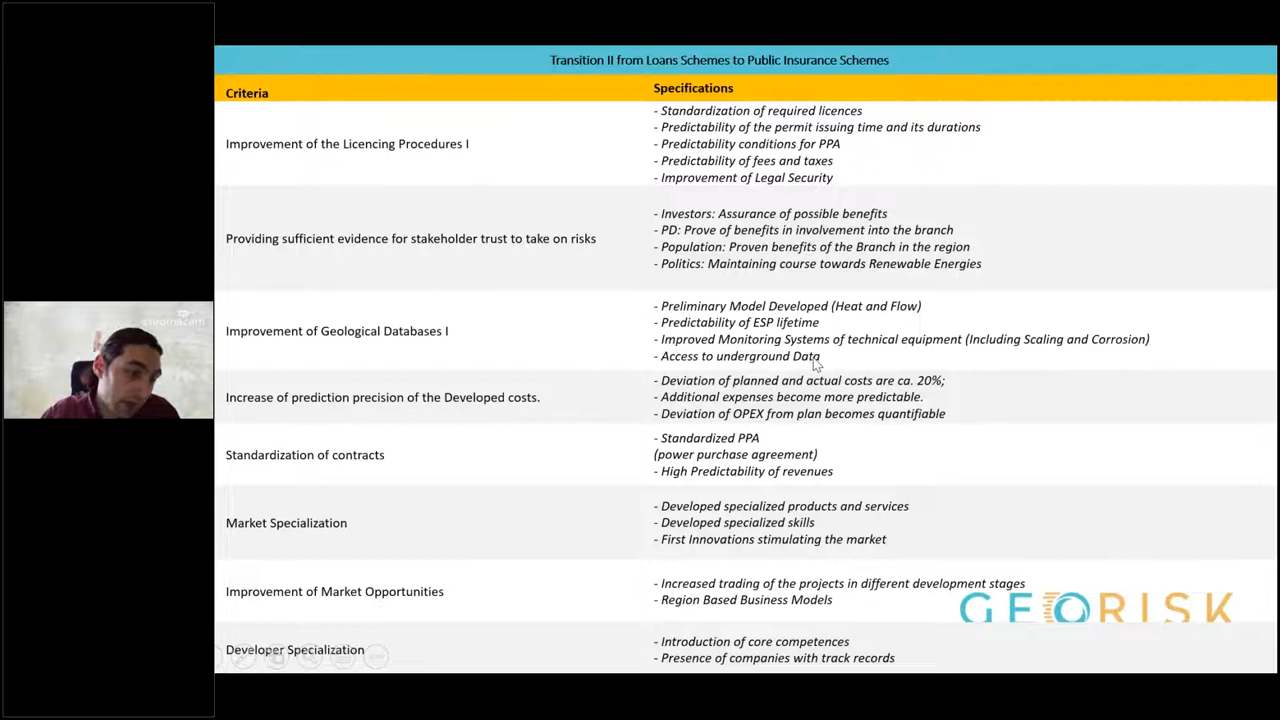 Transition II from Loans Schemes to Public Insurance Schemes
Criteria
Specifications
Improvement of the Licencing Procedures I
- Standardization of required licences
- Predictability of the permit issuing time and its durations
- Predictability conditions for PPA
- Predictability of fees and taxes
- Improvement of Legal Security
Providing sufficient evidence for stakeholder trust to take on risks
- Investors: Assurance of possible benefits
- PD: Prove of benefits in involvement into the branch
- Population: Proven benefits of the Branch in the region
- Politics: Maintaining course towards Renewable Energies
Improvement of Geological Databases I
- Preliminary Model Developed (Heat and Flow)
- Predictability of ESP lifetime
- Improved Monitoring Systems of technical equipment (Including Scaling and Corrosion)
- Access to underground Data
Increase of prediction precision of the Developed costs.
- Deviation of planned and actual costs are ca. 20%;
- Additional expenses become more predictable.
- Deviation of OPEX from plan becomes quantifiable
Standardization of contracts
- Standardized PPA
(power purchase agreement)
- High Predictability of revenues
Market Specialization
- Developed specialized products and services
- Developed specialized skills
- First Innovations stimulating the market
Improvement of Market Opportunities
- Increased trading of the projects in different development stages
- Region Based Business Models
GEORISK
Developer Specialization
- Introduction of core competences
- Presence of companies with track records